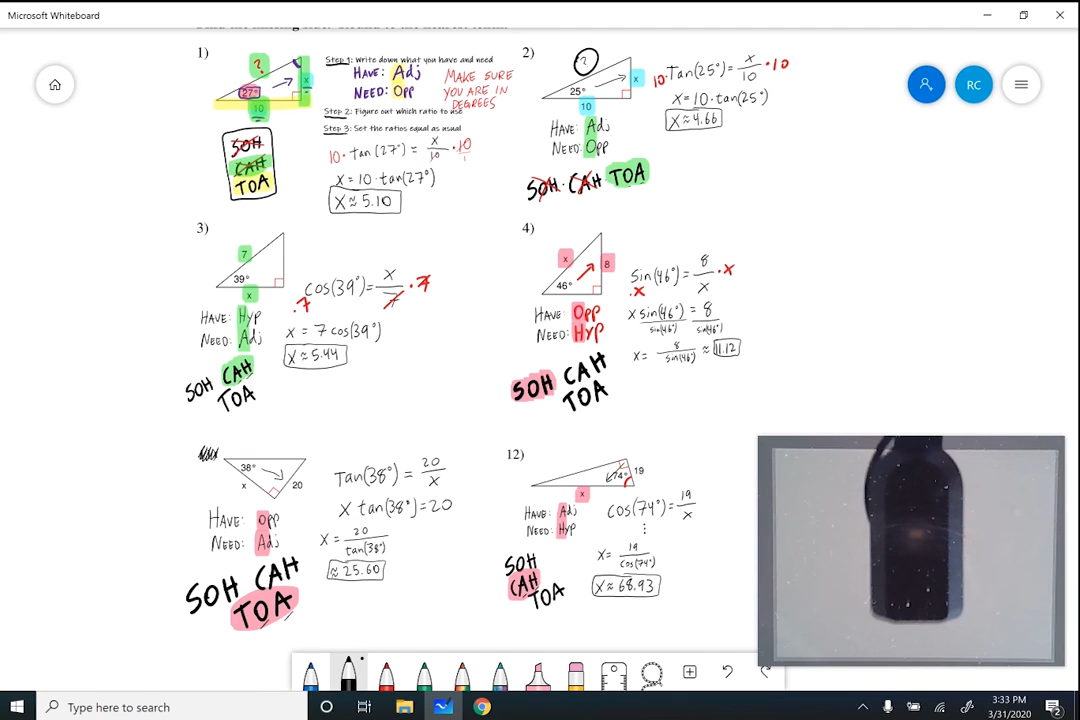 Microsoft Whiteboard
1)
?
x
27°
10
SOH
CAH
TOA
Step 1: Write down what you have and need
HAVE: Adj
NEED: Opp
MAKE SURE
YOU ARE IN
DEGREES
Step 2: Figure out which ratio to use
Step 3: Set the ratios equal as usual
10· tan(27°) = x/10 · 10/1
x = 10 · tan(27°)
x ≈ 5.10
2)
?
x
25°
10
HAVE: Adj
NEED: Opp
SOH · CAH TOA
10· Tan(25°) = x/10 ·10
x = 10 · tan(25°)
x ≈ 4.66
3)
7
39°
x
HAVE: Hyp
NEED: Adj
SOH CAH
TOA
cos(39°) = x/7 · 7
·7
x = 7 cos(39°)
x ≈ 5.44
4)
x
8
46°
HAVE: Opp
NEED: Hyp
SOH CAH
TOA
sin(46°) = 8/x ·x
·x
x sin(46°) = 8
sin(46°) sin(46°)
x = 8/sin(46°) ≈ 11.12
38°
x
20
HAVE: Opp
NEED: Adj
SOH CAH
TOA
Tan(38°) = 20/x
x tan(38°) = 20
x = 20/tan(38°)
≈ 25.60
12)
74°
19
x
HAVE: Adj
NEED: Hyp
SOH
CAH
TOA
cos(74°) = 19/x
⋮
x = 19/cos(74°)
x ≈ 68.93
RC
Type here to search
3:33 PM
3/31/2020
2